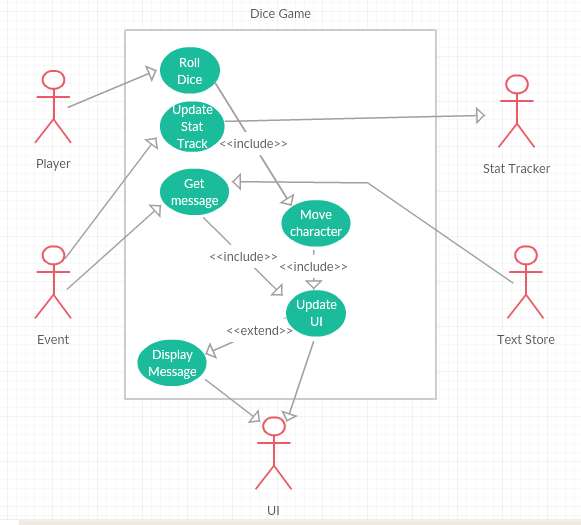 Dice Game
Roll
Dice
Update
Stat
Track
<<include>>
Player
Stat Tracker
Get
message
Move
character
<<include>>
<<include>>
Update
UI
Event
Text Store
<<extend>>
Display
Message
UI